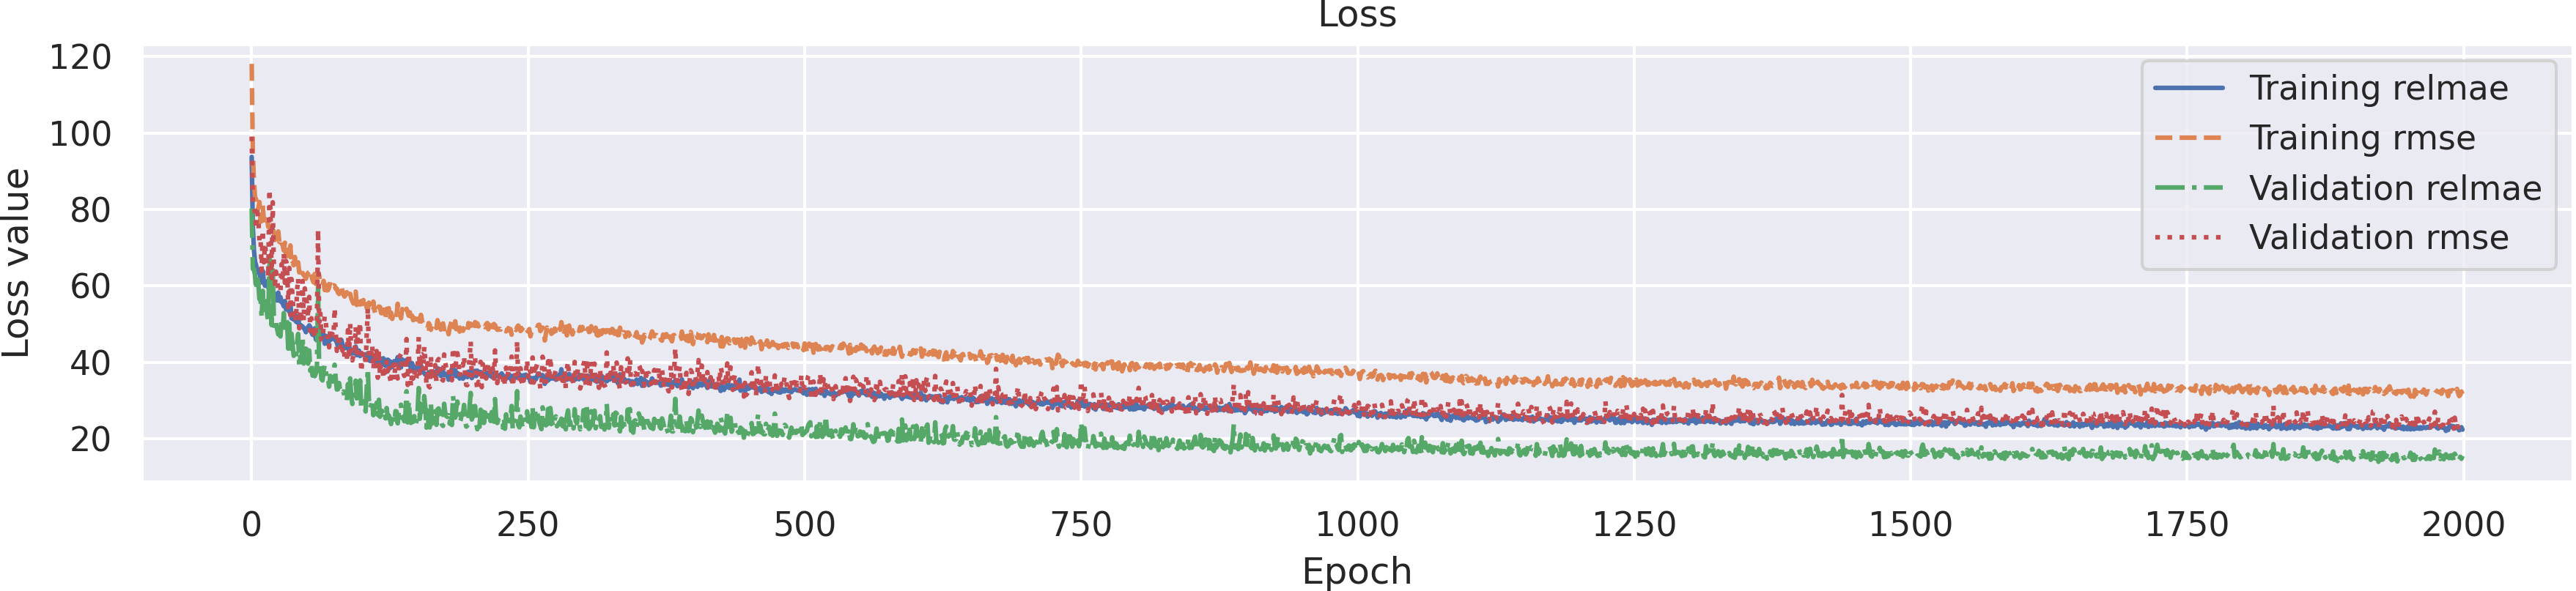 Loss
120
100
80
60
40
20
Loss value
Training relmae
Training rmse
Validation relmae
Validation rmse
0 250 500 750 1000 1250 1500 1750 2000
Epoch